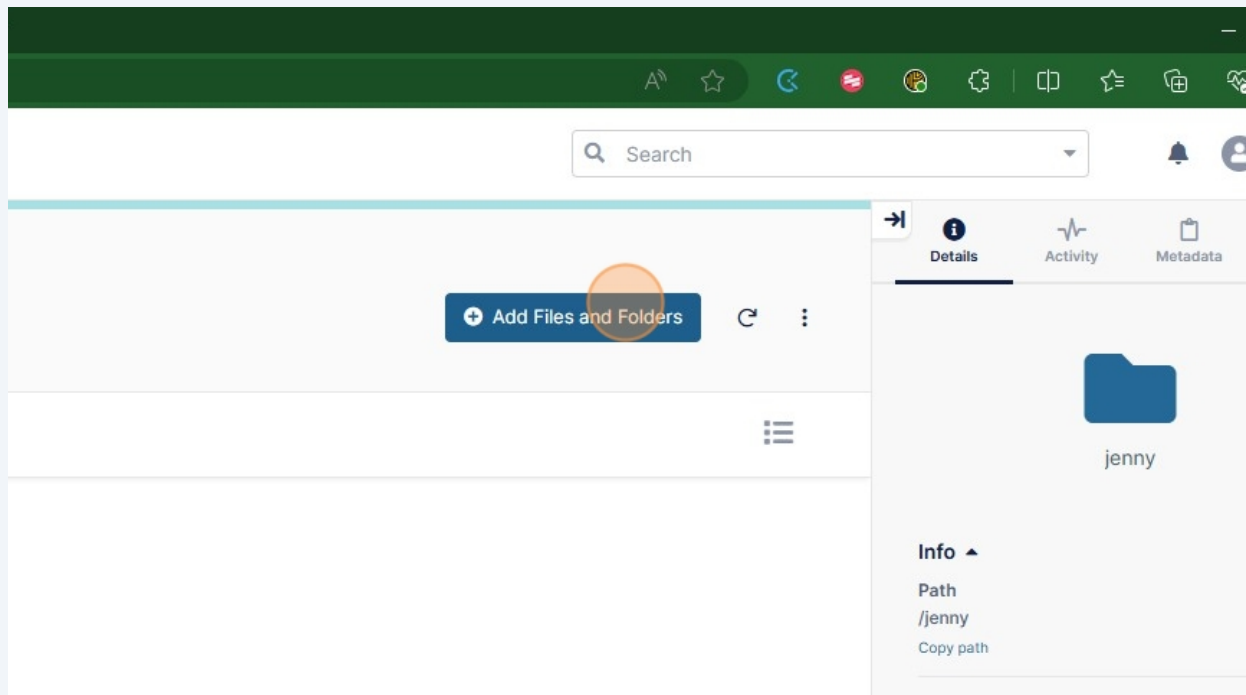 Search
Details
Activity
Metadata
Add Files and Folders
jenny
Info
Path
/jenny
Copy path